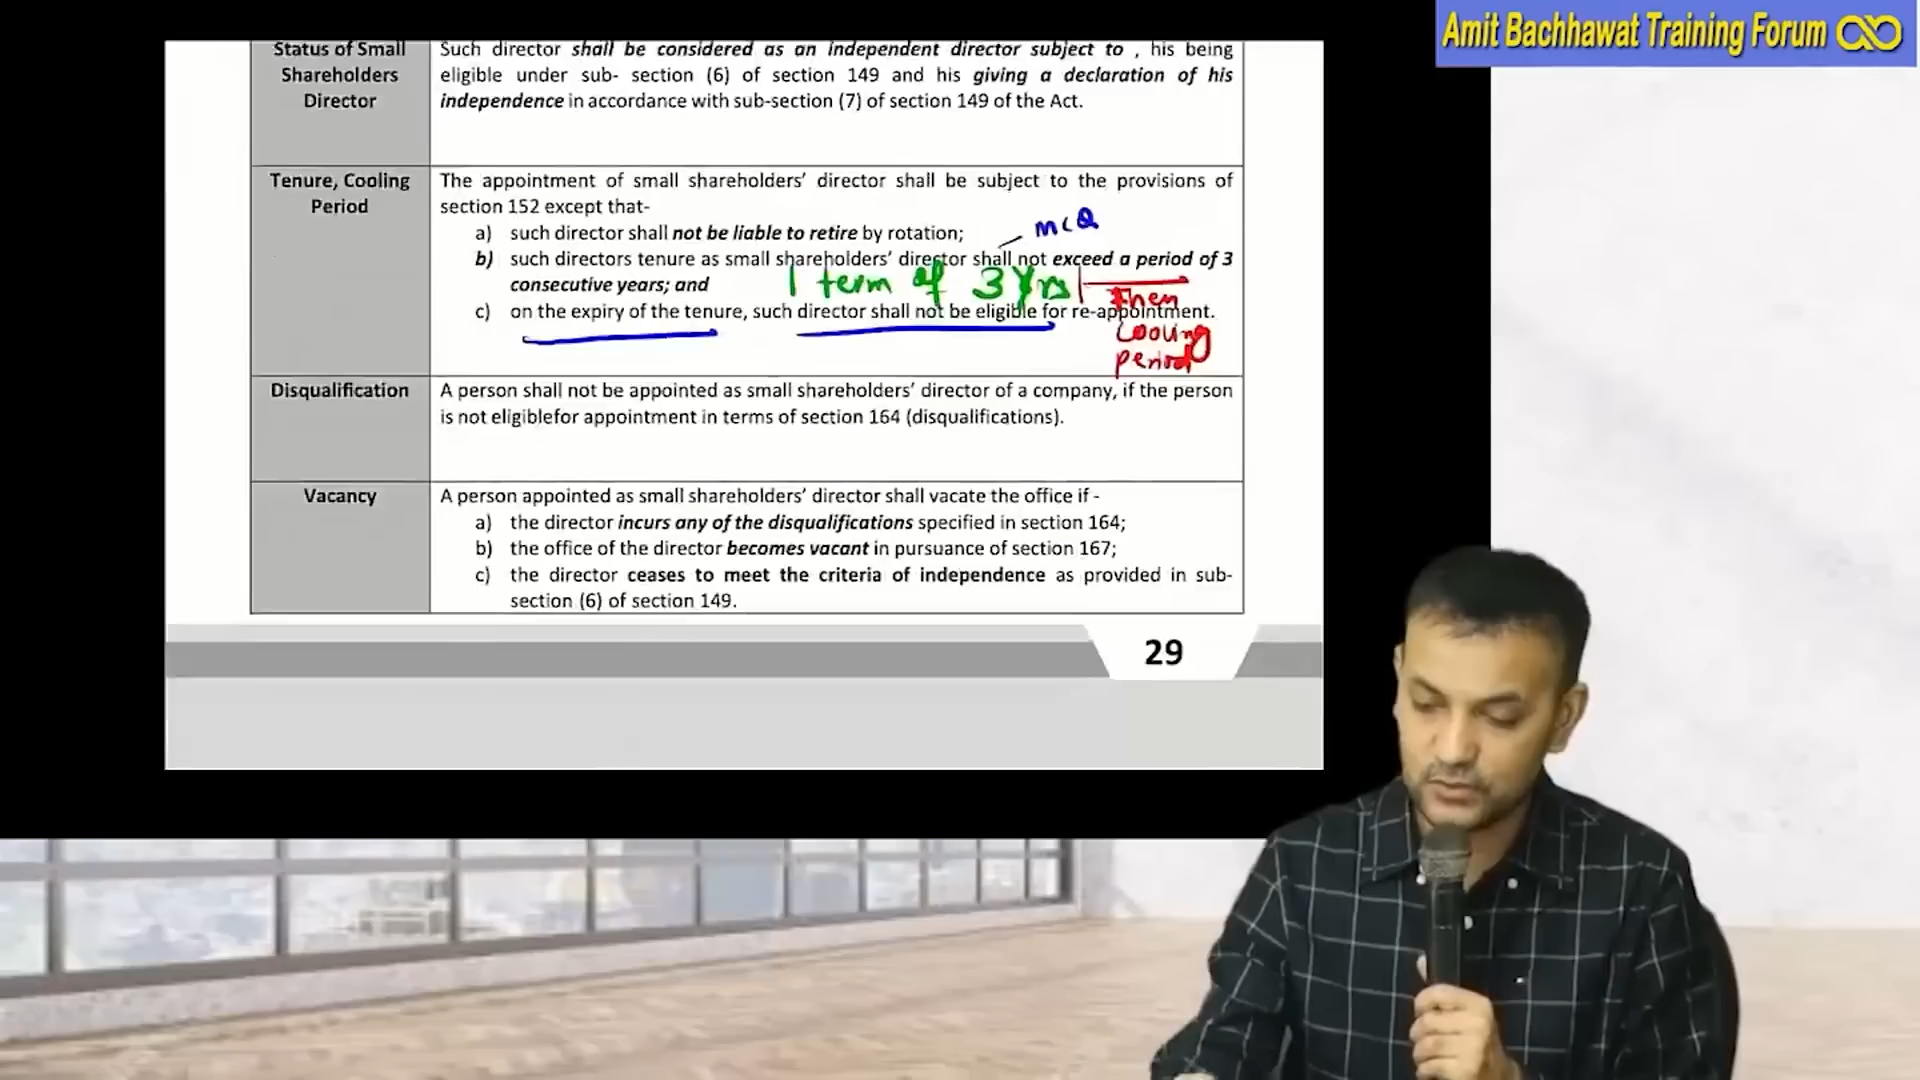 Amit Bachhawat Training Forum
Status of Small
Shareholders
Director
Such director shall be considered as an independent director subject to , his being
eligible under sub- section (6) of section 149 and his giving a declaration of his
independence in accordance with sub-section (7) of section 149 of the Act.
Tenure, Cooling
Period
The appointment of small shareholders’ director shall be subject to the provisions of
section 152 except that-
a) such director shall not be liable to retire by rotation;
mcQ
b) such directors tenure as small shareholders’ director shall not exceed a period of 3
consecutive years; and
1 term of 3 Yrs
then
c) on the expiry of the tenure, such director shall not be eligible for re-appointment.
cooling
period
Disqualification
A person shall not be appointed as small shareholders’ director of a company, if the person
is not eligiblefor appointment in terms of section 164 (disqualifications).
Vacancy
A person appointed as small shareholders’ director shall vacate the office if -
a) the director incurs any of the disqualifications specified in section 164;
b) the office of the director becomes vacant in pursuance of section 167;
c) the director ceases to meet the criteria of independence as provided in sub-
section (6) of section 149.
29